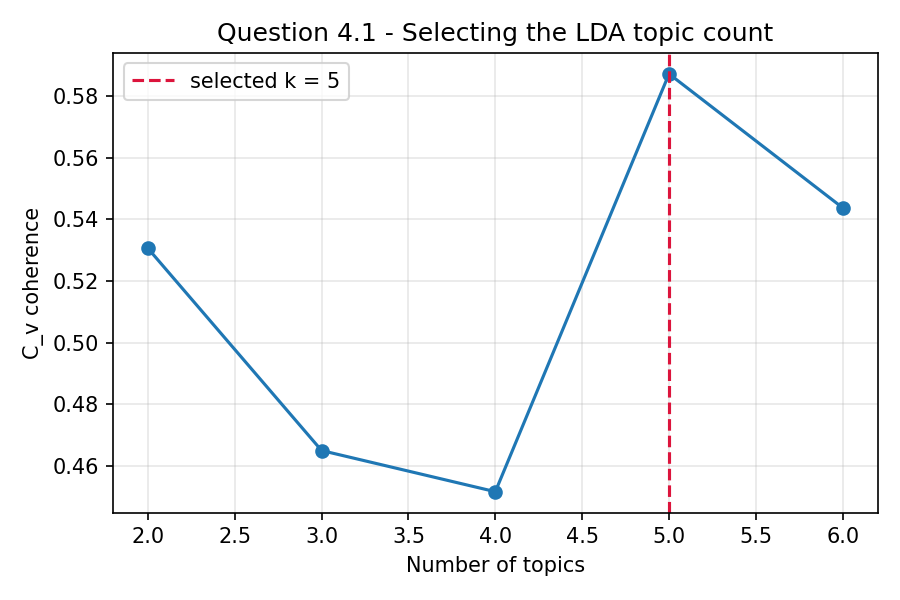 Question 4.1 - Selecting the LDA topic count
selected k = 5
C_v coherence
0.58
0.56
0.54
0.52
0.50
0.48
0.46
2.0 2.5 3.0 3.5 4.0 4.5 5.0 5.5 6.0
Number of topics